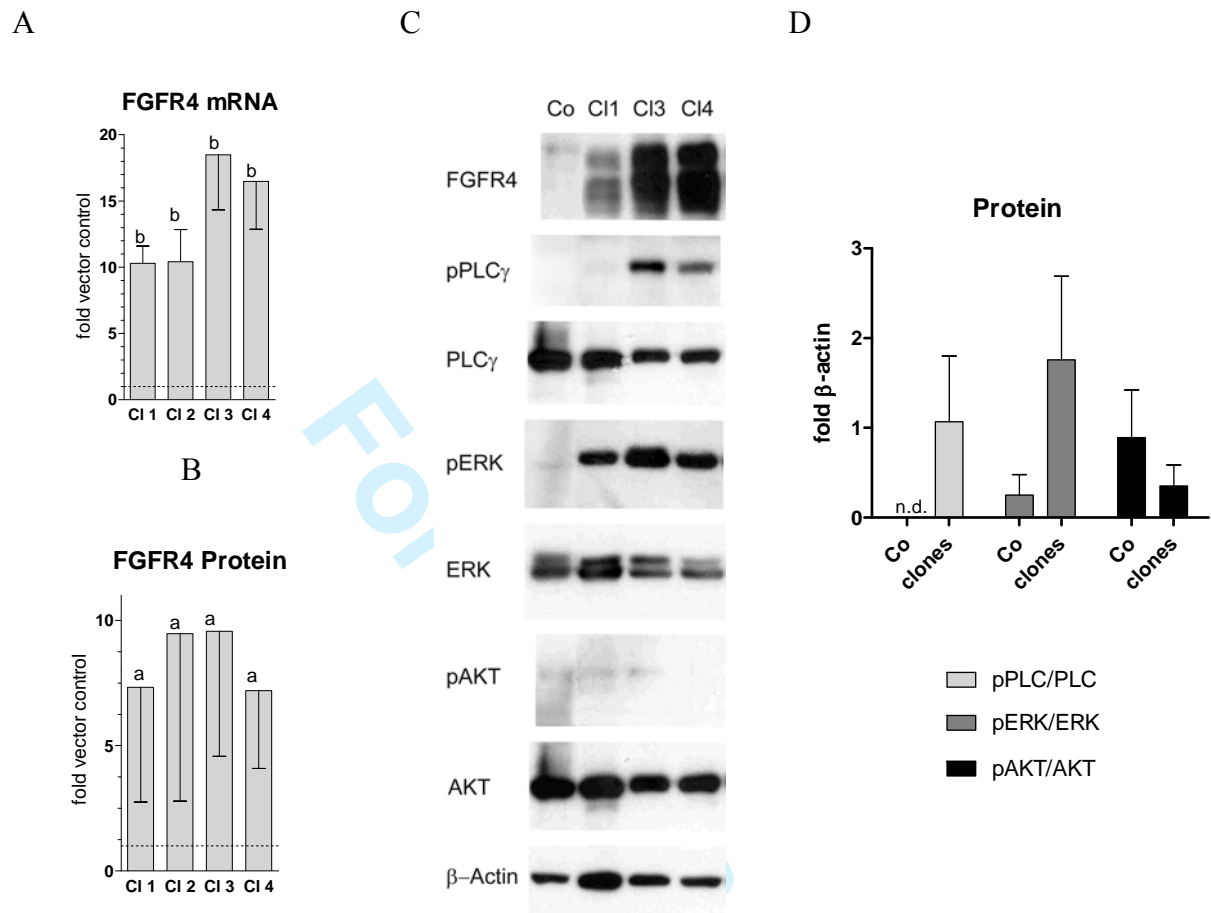 A
FGFR4 mRNA
fold vector control
20
15
10
5
0
b
b
b
b
Cl 1 Cl 2 Cl 3 Cl 4
B
FGFR4 Protein
fold vector control
10
5
0
a
a
a
a
Cl 1 Cl 2 Cl 3 Cl 4
C
Co Cl1 Cl3 Cl4
FGFR4
pPLCγ
PLCγ
pERK
ERK
pAKT
AKT
β–Actin
For
D
Protein
fold β-actin
3
2
1
0
n.d.
Co
clones
Co
clones
Co
clones
pPLC/PLC
pERK/ERK
pAKT/AKT